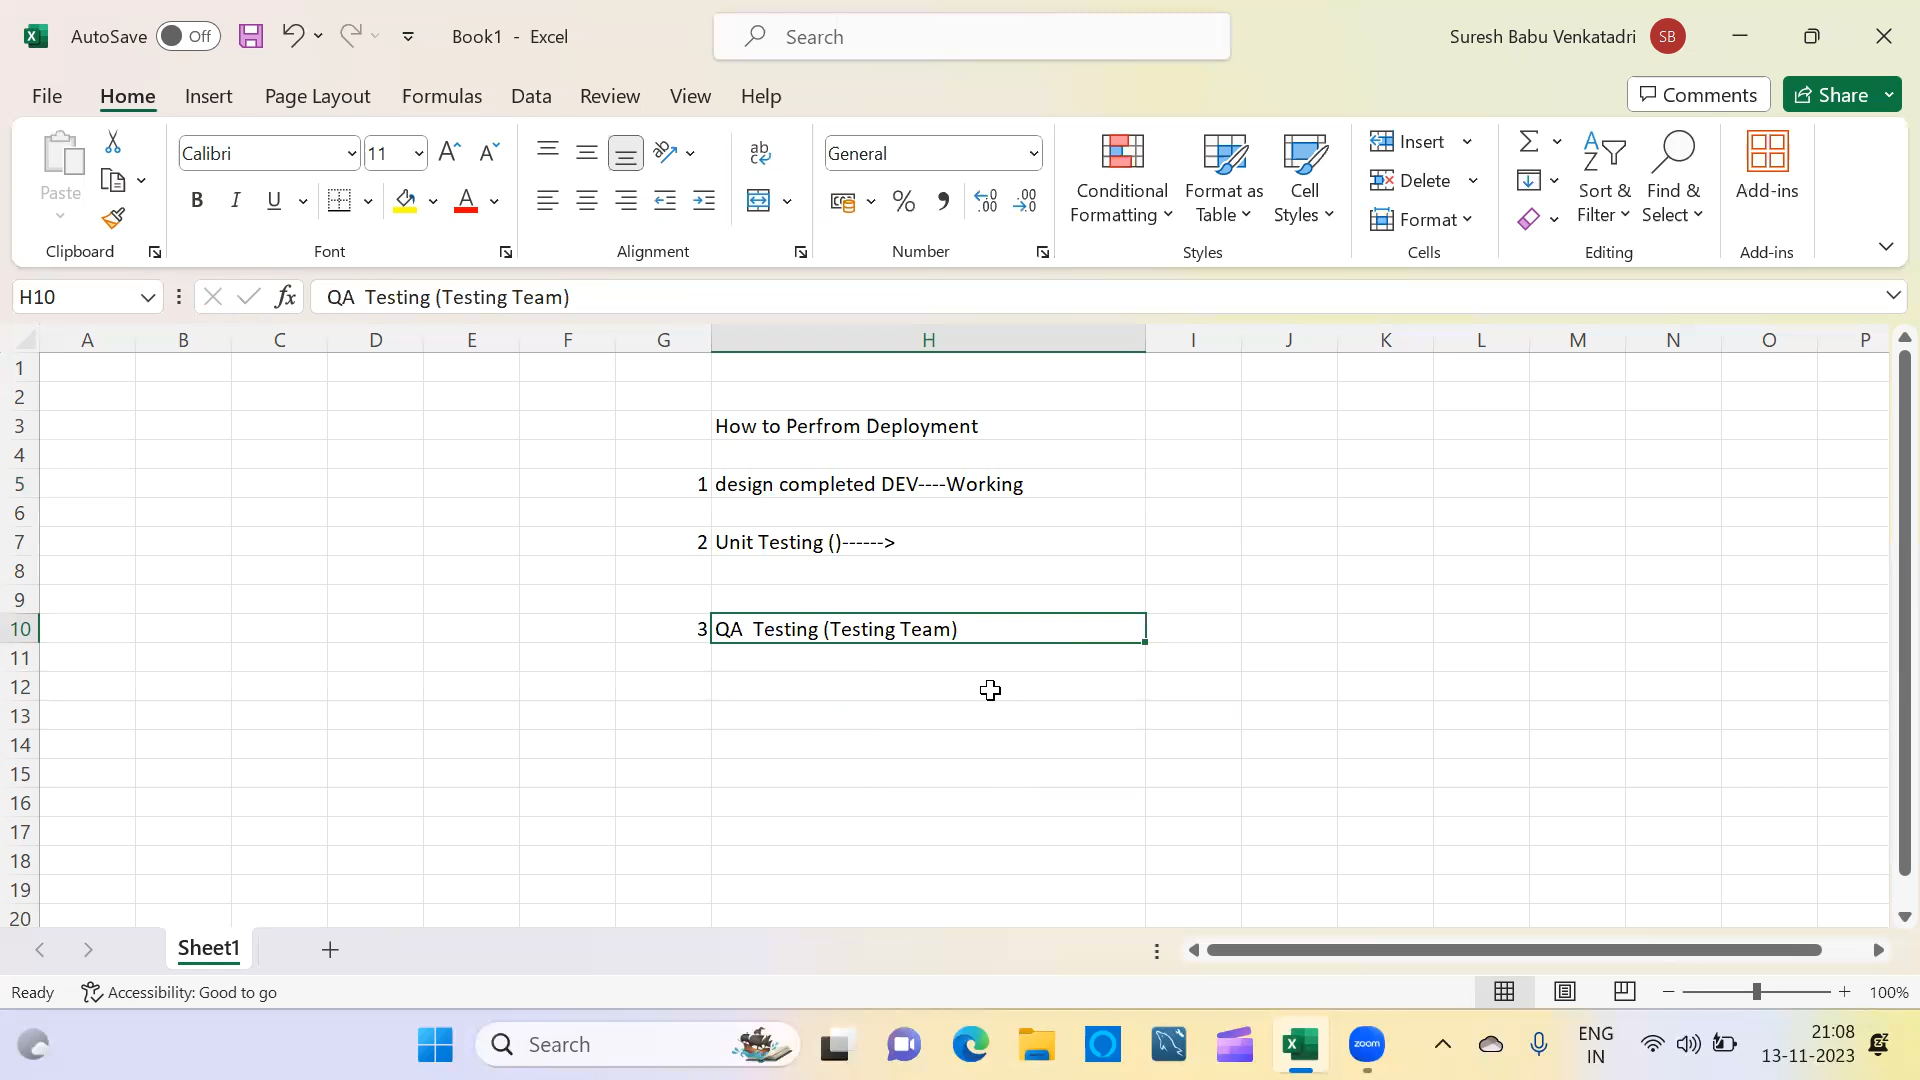 AutoSave Off Book1 - Excel Search Suresh Babu Venkatadri SB
File Home Insert Page Layout Formulas Data Review View Help Comments Share
Paste
Clipboard
Calibri 11
B I U A
Font
ab
Alignment
General
% , .00
Number
Conditional Formatting
Format as Table
Cell Styles
Styles
Insert
Delete
Format
Cells
Sort & Filter
Find & Select
Editing
Add-ins
Add-ins
H10 fx QA  Testing (Testing Team)
A B C D E F G H I J K L M N O P
1
2
3 How to Perfrom Deployment
4
5 1 design completed DEV----Working
6
7 2 Unit Testing ()------>
8
9
10 3 QA  Testing (Testing Team)
11
12
13
14
15
16
17
18
19
20
Sheet1
Ready Accessibility: Good to go 100%
Search zoom ENG IN 21:08 13-11-2023